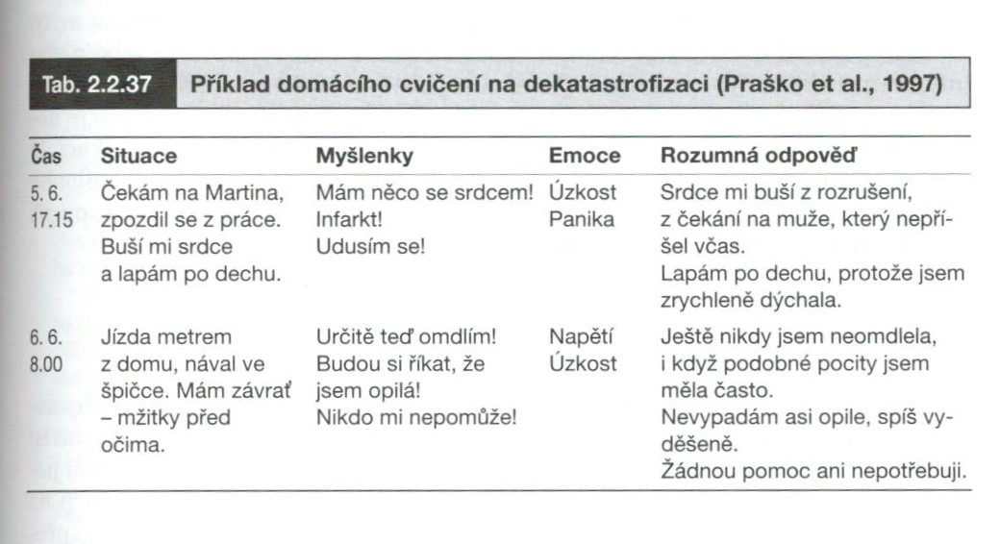 Tab. 2.2.37 Příklad domácího cvičení na dekatastrofizaci (Praško et al., 1997)
Čas Situace Myšlenky Emoce Rozumná odpověď
5. 6. Čekám na Martina, Mám něco se srdcem! Úzkost Srdce mi buší z rozrušení,
17.15 zpozdil se z práce. Infarkt! Panika z čekání na muže, který nepří-
Buší mi srdce Udusím se! šel včas.
a lapám po dechu. Lapám po dechu, protože jsem
zrychleně dýchala.
6. 6. Jízda metrem Určitě teď omdlím! Napětí Ještě nikdy jsem neomdlela,
8.00 z domu, nával ve Budou si říkat, že Úzkost i když podobné pocity jsem
špičce. Mám závrať jsem opilá! měla často.
– mžitky před Nikdo mi nepomůže! Nevypadám asi opile, spíš vy-
očima. děšeně.
Žádnou pomoc ani nepotřebuji.